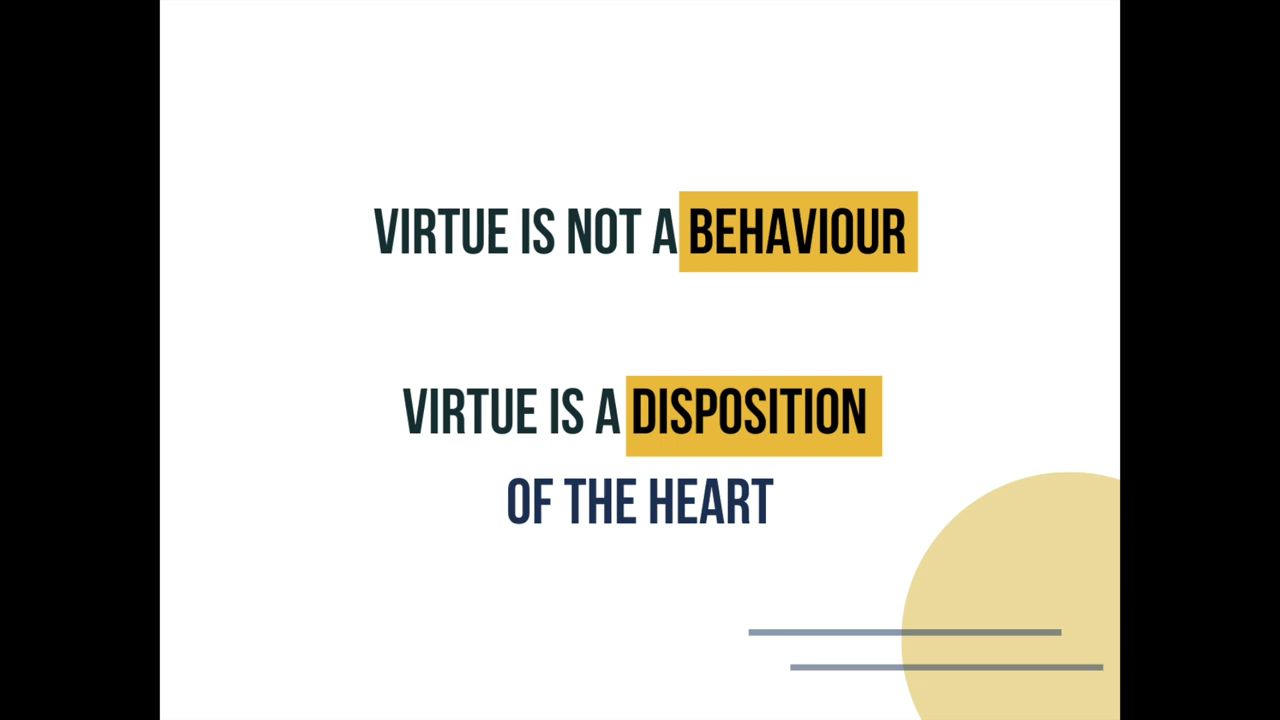 VIRTUE IS NOT A BEHAVIOUR
VIRTUE IS A DISPOSITION
OF THE HEART